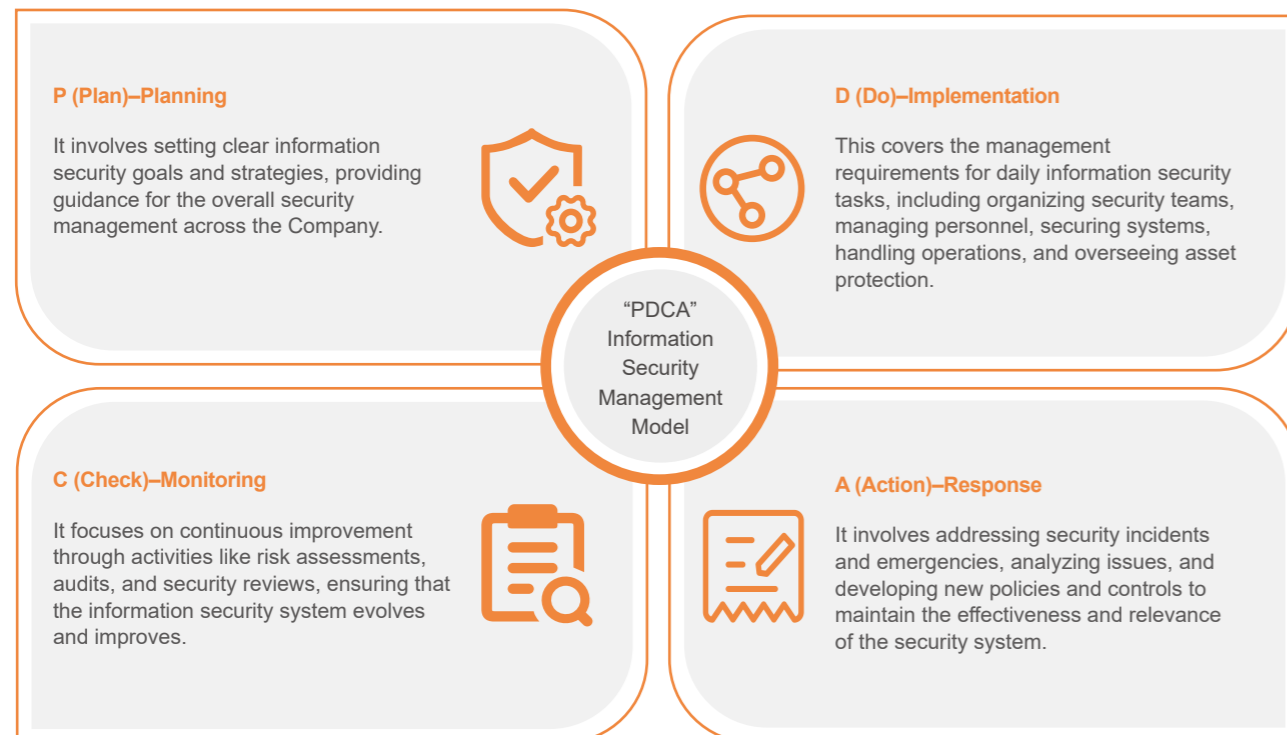 P (Plan)–Planning
It involves setting clear information
security goals and strategies, providing
guidance for the overall security
management across the Company.
D (Do)–Implementation
This covers the management
requirements for daily information security
tasks, including organizing security teams,
managing personnel, securing systems,
handling operations, and overseeing asset
protection.
“PDCA”
Information
Security
Management
Model
C (Check)–Monitoring
It focuses on continuous improvement
through activities like risk assessments,
audits, and security reviews, ensuring that
the information security system evolves
and improves.
A (Action)–Response
It involves addressing security incidents
and emergencies, analyzing issues, and
developing new policies and controls to
maintain the effectiveness and relevance
of the security system.